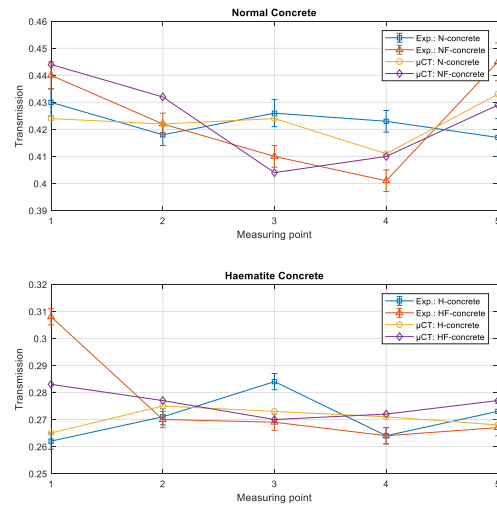 Normal Concrete
0.46
0.45
0.44
0.43
0.42
0.41
0.4
0.39
Transmission
Exp.: N-concrete
Exp.: NF-concrete
µCT: N-concrete
µCT: NF-concrete
1 2 3 4 5
Measuring point
Haematite Concrete
0.32
0.31
0.3
0.29
0.28
0.27
0.26
0.25
Transmission
Exp.: H-concrete
Exp.: HF-concrete
µCT: H-concrete
µCT: HF-concrete
1 2 3 4 5
Measuring point